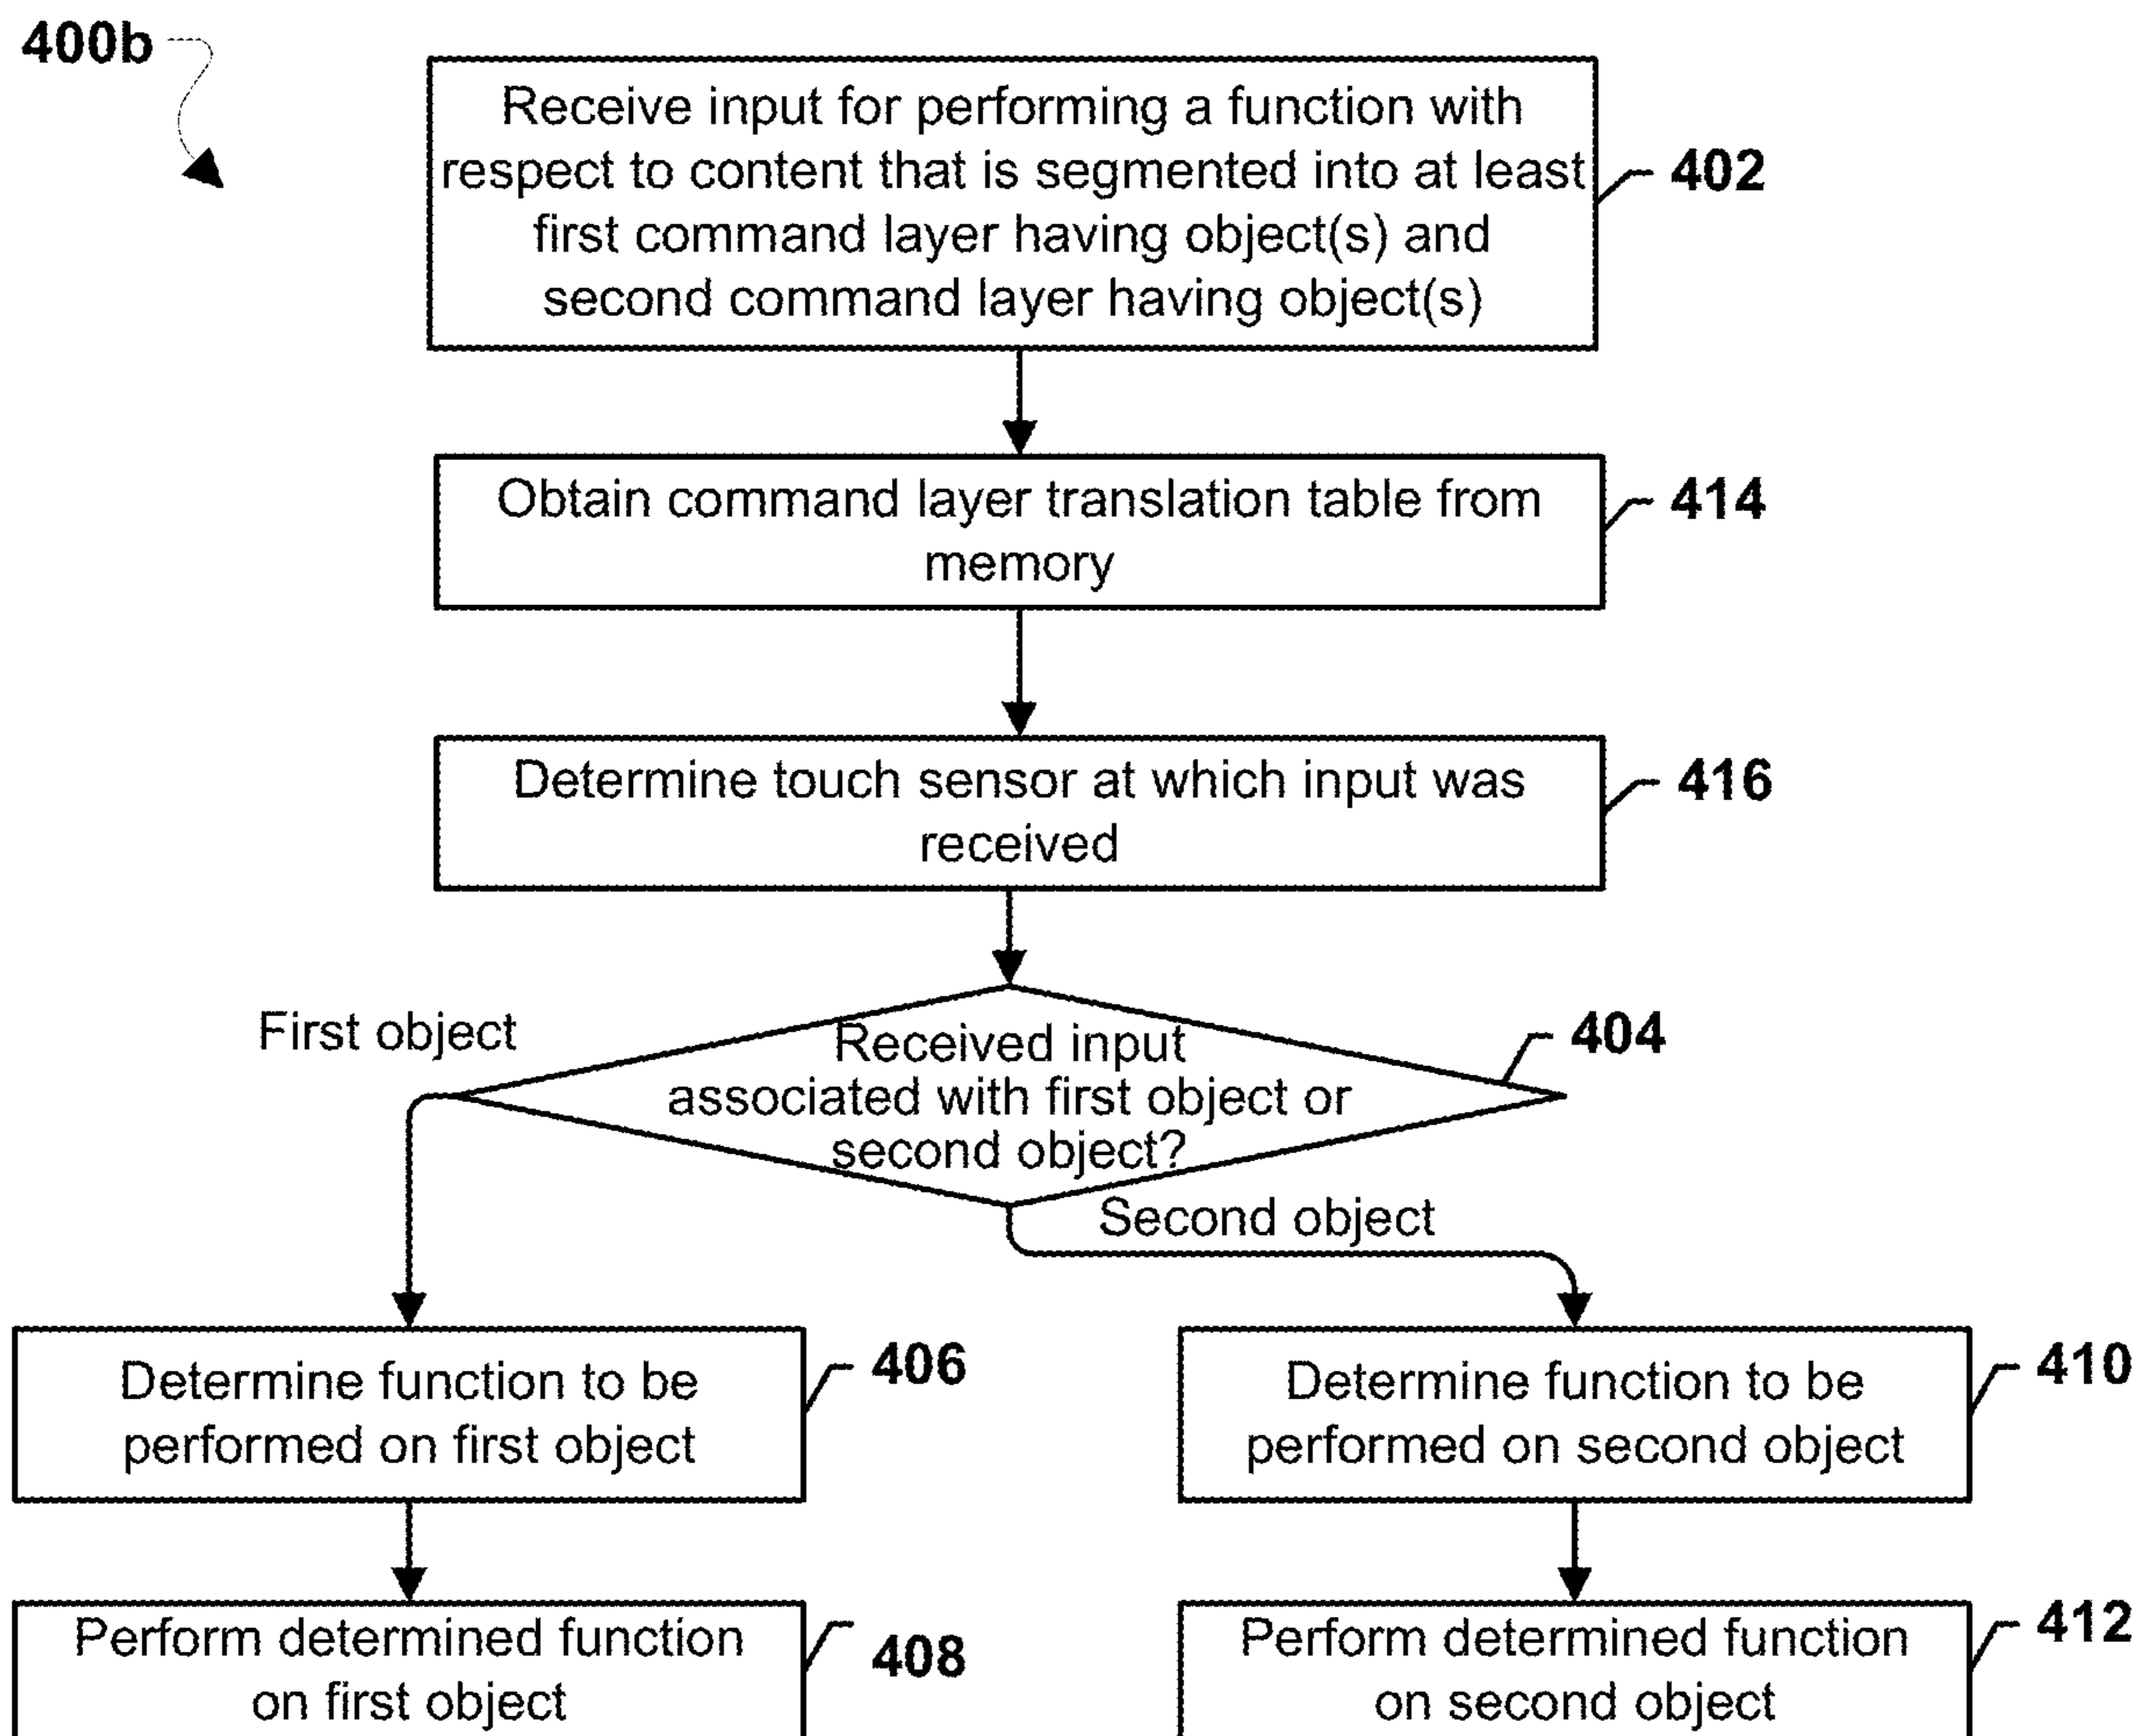 400b
Receive input for performing a function with
respect to content that is segmented into at least
first command layer having object(s) and
second command layer having object(s)
402
Obtain command layer translation table from
memory
414
Determine touch sensor at which input was
received
416
First object
Received input
associated with first object or
second object?
404
Second object
Determine function to be
performed on first object
406
Determine function to be
performed on second object
410
Perform determined function
on first object
408
Perform determined function
on second object
412